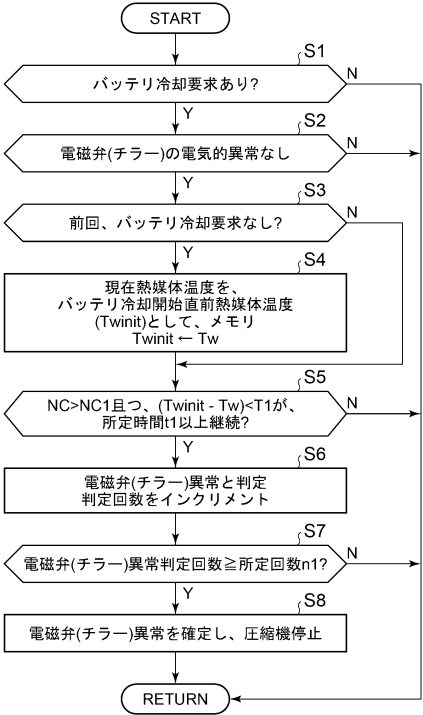 START
S1
バッテリ冷却要求あり?
N
Y
S2
電磁弁(チラー)の電気的異常なし
N
Y
S3
前回、バッテリ冷却要求なし?
N
Y
S4
現在熱媒体温度を、
バッテリ冷却開始直前熱媒体温度
(Twinit)として、メモリ
Twinit ← Tw
S5
NC>NC1且つ、(Twinit - Tw)<T1が、
所定時間t1以上継続?
N
Y
S6
電磁弁(チラー)異常と判定
判定回数をインクリメント
S7
電磁弁(チラー)異常判定回数≧所定回数n1?
N
Y
S8
電磁弁(チラー)異常を確定し、圧縮機停止
RETURN